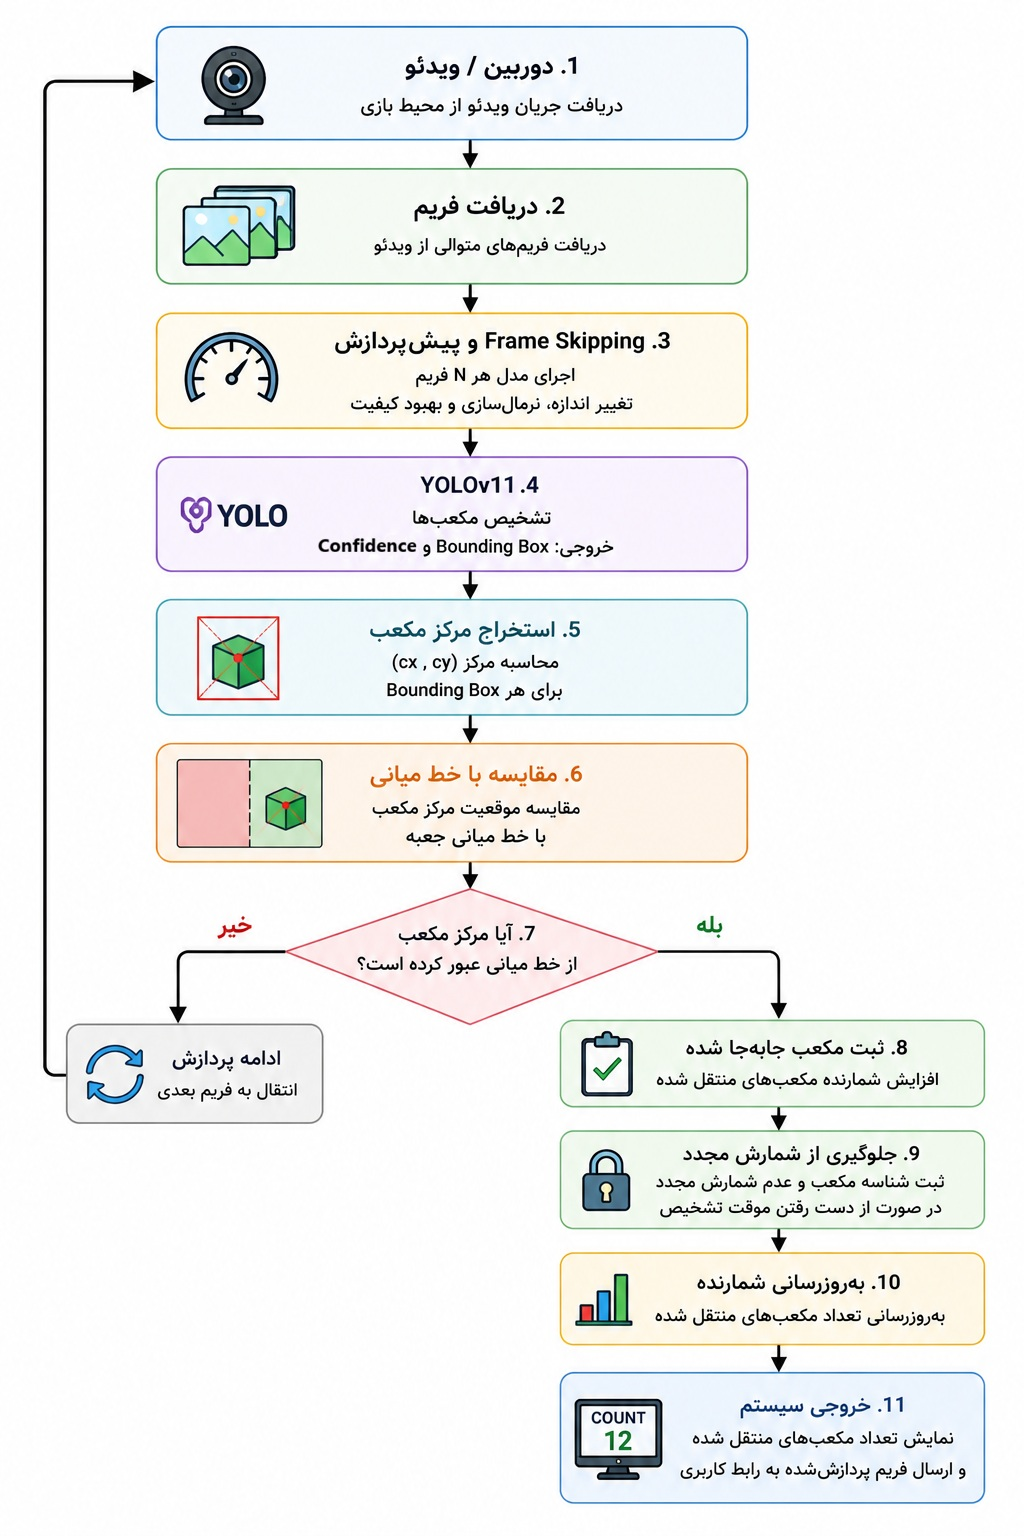 1. دوربین / ویدئو
دریافت جریان ویدئو از محیط بازی
2. دریافت فریم
دریافت فریم‌های متوالی از ویدئو
3. Frame Skipping و پیش‌پردازش
اجرای مدل هر N فریم
تغییر اندازه، نرمال‌سازی و بهبود کیفیت
YOLO
4. YOLOv11
تشخیص مکعب‌ها
خروجی: Bounding Box و Confidence
5. استخراج مرکز مکعب
محاسبه مرکز (cx , cy)
برای هر Bounding Box
6. مقایسه با خط میانی
مقایسه موقعیت مرکز مکعب
با خط میانی جعبه
7. آیا مرکز مکعب
از خط میانی عبور کرده است؟
خیر
بله
ادامه پردازش
انتقال به فریم بعدی
8. ثبت مکعب جابه‌جا شده
افزایش شمارنده مکعب‌های منتقل شده
9. جلوگیری از شمارش مجدد
ثبت شناسه مکعب و عدم شمارش مجدد
در صورت از دست رفتن موقت تشخیص
10. به‌روزرسانی شمارنده
به‌روزرسانی تعداد مکعب‌های منتقل شده
COUNT
12
11. خروجی سیستم
نمایش تعداد مکعب‌های منتقل شده
و ارسال فریم پردازش‌شده به رابط کاربری